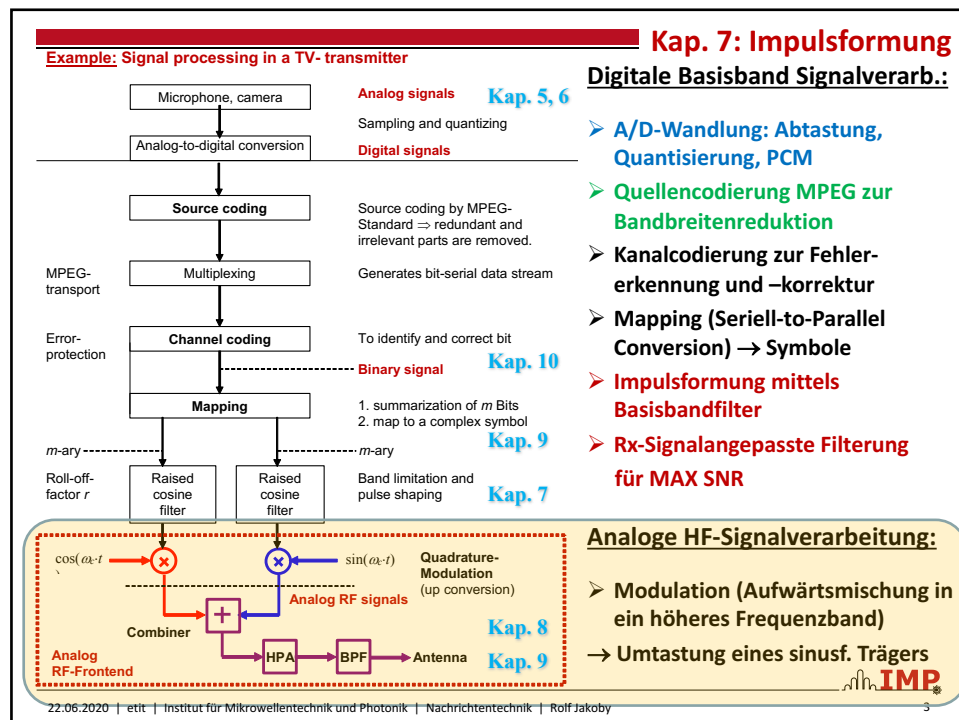 Kap. 7: Impulsformung
Example: Signal processing in a TV- transmitter
Digitale Basisband Signalverarb.:
Microphone, camera
Analog signals
Kap. 5, 6
Sampling and quantizing
Analog-to-digital conversion
Digital signals
➢ A/D-Wandlung: Abtastung,
Quantisierung, PCM
Source coding
Source coding by MPEG-
Standard ⇒ redundant and
irrelevant parts are removed.
➢ Quellencodierung MPEG zur
Bandbreitenreduktion
MPEG-
transport
Multiplexing
Generates bit-serial data stream
➢ Kanalcodierung zur Fehler-
erkennung und –korrektur
Error-
protection
Channel coding
To identify and correct bit
➢ Mapping (Seriell-to-Parallel
Conversion) → Symbole
Binary signal
Kap. 10
Mapping
1. summarization of m Bits
2. map to a complex symbol
➢ Impulsformung mittels
Basisbandfilter
m-ary
m-ary
Kap. 9
➢ Rx-Signalangepasste Filterung
für MAX SNR
Roll-off-
factor r
Raised
cosine
filter
Raised
cosine
filter
Band limitation and
pulse shaping
Kap. 7
Analoge HF-Signalverarbeitung:
cos(ωc·t
)
×
×
sin(ωc·t)
Quadrature-
Modulation
(up conversion)
Analog RF signals
➢ Modulation (Aufwärtsmischung in
ein höheres Frequenzband)
→ Umtastung eines sinusf. Trägers
Combiner
+
Kap. 8
Analog
RF-Frontend
HPA
BPF
Antenna
Kap. 9
IMP
22.06.2020 | etit | Institut für Mikrowellentechnik und Photonik | Nachrichtentechnik | Rolf Jakoby
3